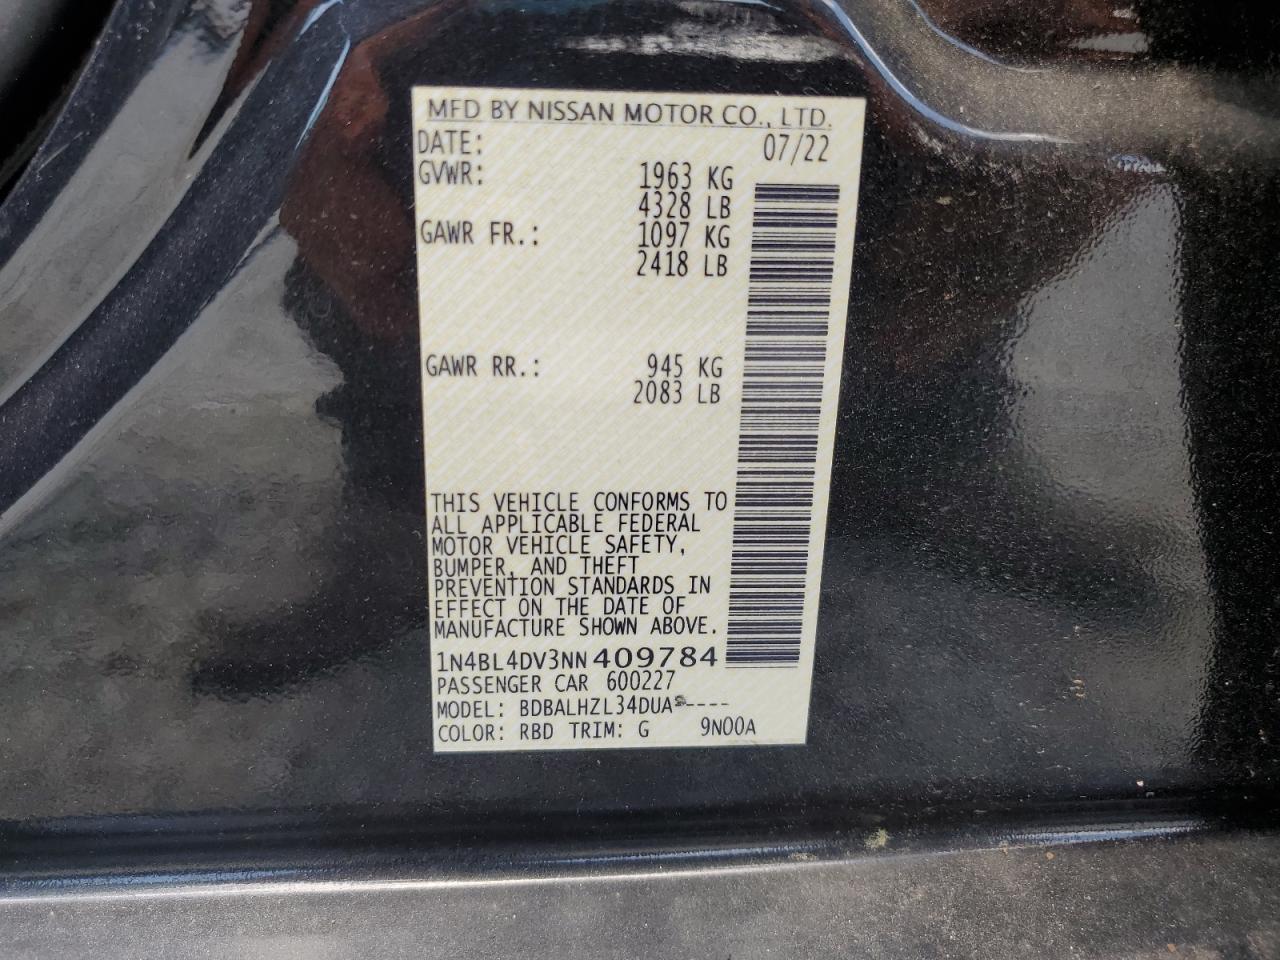 MFD BY NISSAN MOTOR CO., LTD.
DATE: 07/22
GVWR: 1963 KG
4328 LB
GAWR FR.: 1097 KG
2418 LB
GAWR RR.: 945 KG
2083 LB
THIS VEHICLE CONFORMS TO
ALL APPLICABLE FEDERAL
MOTOR VEHICLE SAFETY,
BUMPER, AND THEFT
PREVENTION STANDARDS IN
EFFECT ON THE DATE OF
MANUFACTURE SHOWN ABOVE.
1N4BL4DV3NN409784
PASSENGER CAR 600227
MODEL: BDBALHZL34DUA-----
COLOR: RBD TRIM: G 9N00A